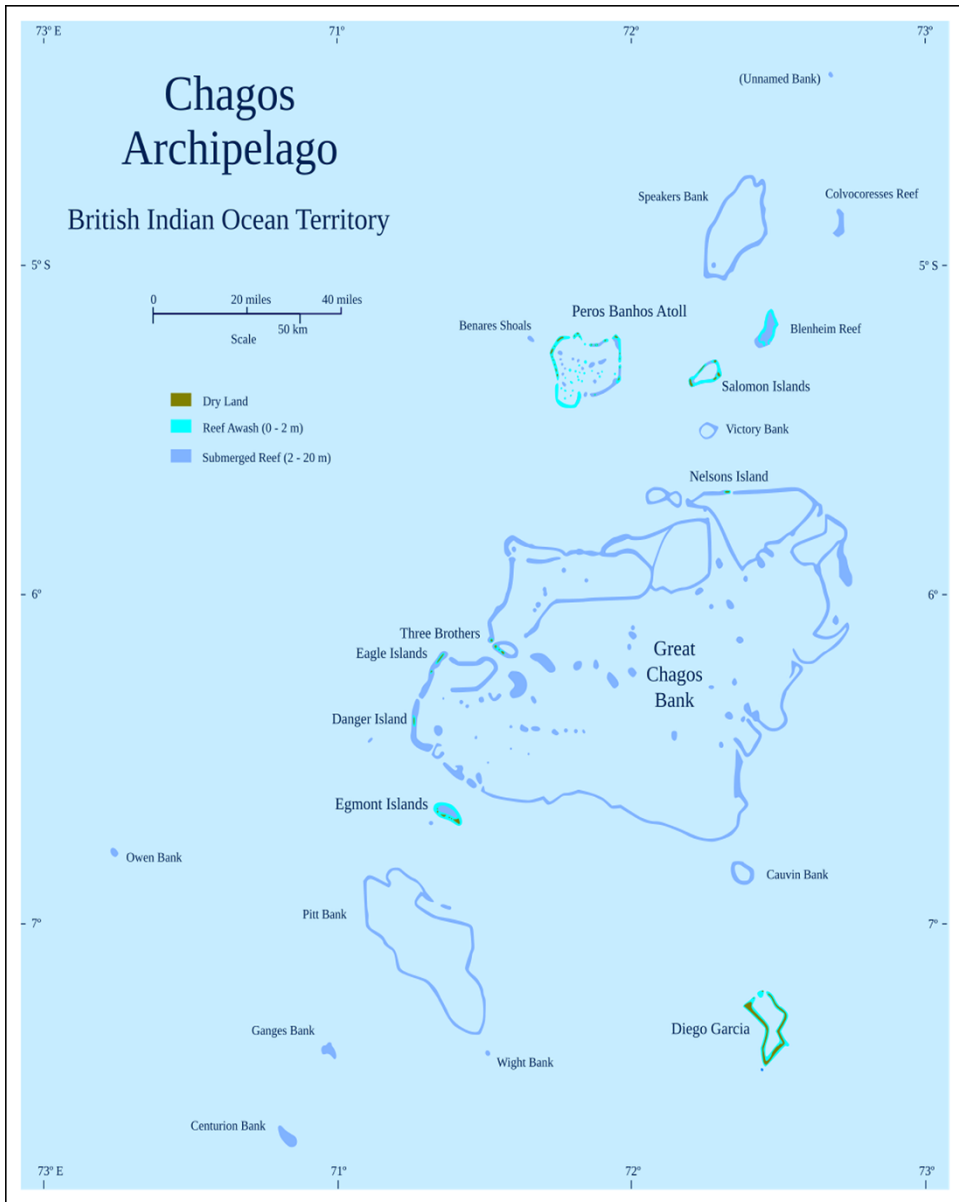 73° E
71°
72°
73°
Chagos
Archipelago
(Unnamed Bank)
Speakers Bank
Colvocoresses Reef
British Indian Ocean Territory
5° S
5° S
0
20 miles
40 miles
50 km
Scale
Peros Banhos Atoll
Benares Shoals
Blenheim Reef
Salomon Islands
Dry Land
Reef Awash (0 - 2 m)
Submerged Reef (2 - 20 m)
Victory Bank
Nelsons Island
6°
6°
Three Brothers
Eagle Islands
Great
Chagos
Bank
Danger Island
Egmont Islands
Owen Bank
Cauvin Bank
Pitt Bank
7°
7°
Ganges Bank
Diego Garcia
Wight Bank
Centurion Bank
73° E
71°
72°
73°